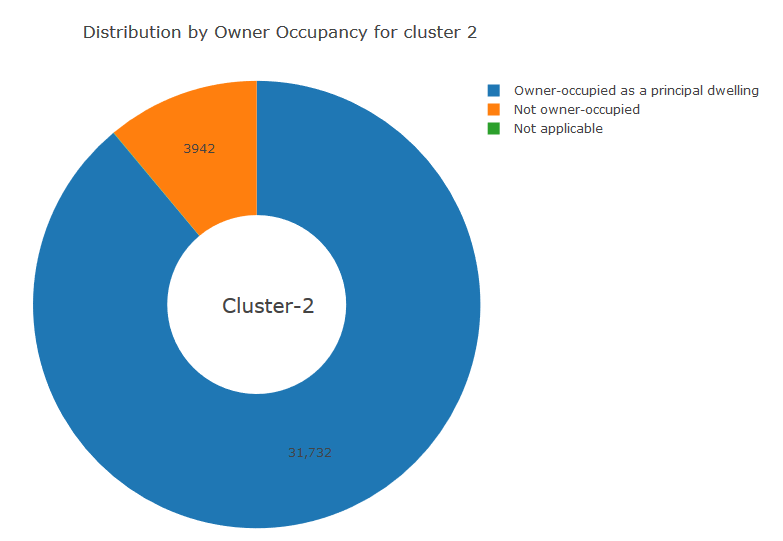 Distribution by Owner Occupancy for cluster 2
Owner-occupied as a principal dwelling
Not owner-occupied
Not applicable
3942
Cluster-2
31,732